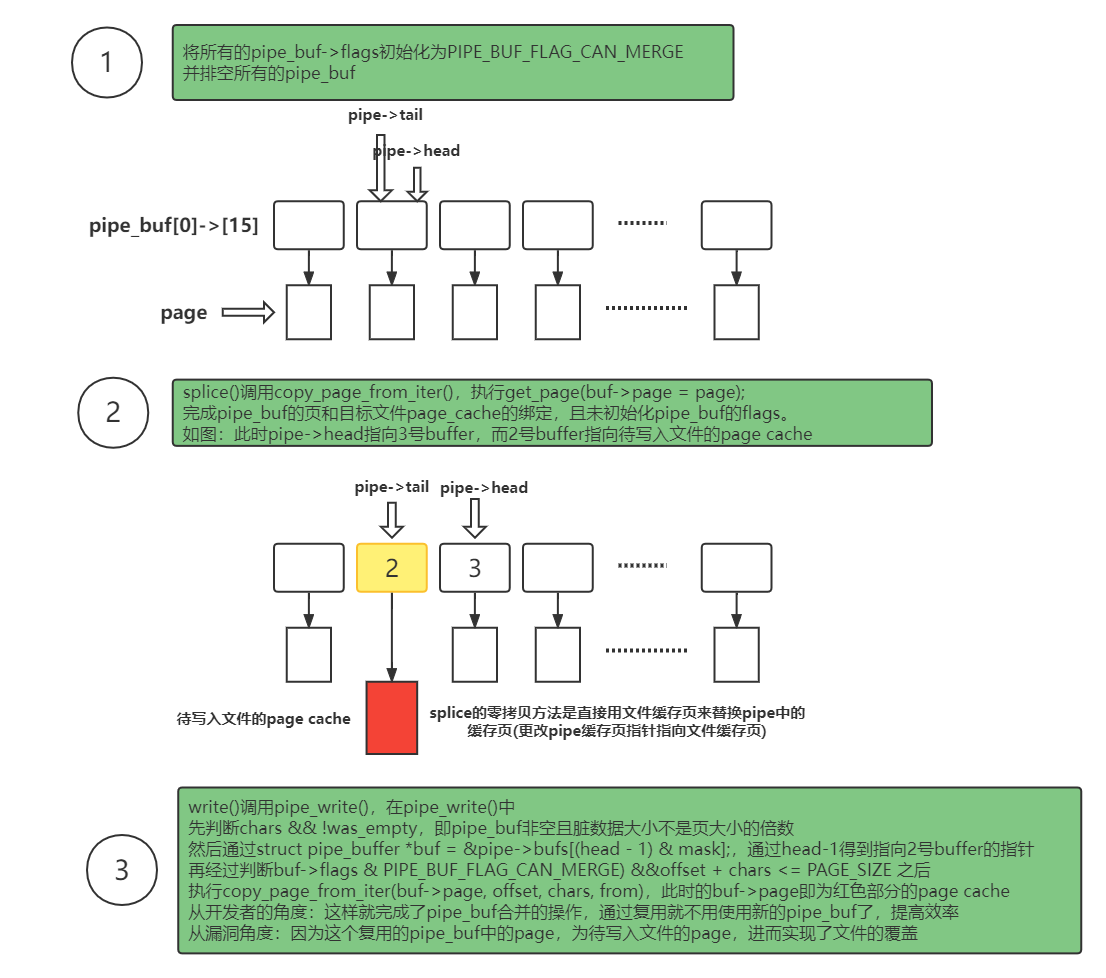 1
将所有的pipe_buf->flags初始化为PIPE_BUF_FLAG_CAN_MERGE
并排空所有的pipe_buf
pipe->tail
pipe->head
pipe_buf[0]->[15]
page
2
splice()调用copy_page_from_iter()，执行get_page(buf->page = page);
完成pipe_buf的页和目标文件page_cache的绑定，且未初始化pipe_buf的flags。
如图：此时pipe->head指向3号buffer，而2号buffer指向待写入文件的page cache
pipe->tail
pipe->head
2
3
待写入文件的page cache
splice的零拷贝方法是直接用文件缓存页来替换pipe中的
缓存页(更改pipe缓存页指针指向文件缓存页)
3
write()调用pipe_write()，在pipe_write()中
先判断chars && !was_empty，即pipe_buf非空且脏数据大小不是页大小的倍数
然后通过struct pipe_buffer *buf = &pipe->bufs[(head - 1) & mask];，通过head-1得到指向2号buffer的指针
再经过判断buf->flags & PIPE_BUF_FLAG_CAN_MERGE) &&offset + chars <= PAGE_SIZE 之后
执行copy_page_from_iter(buf->page, offset, chars, from)，此时的buf->page即为红色部分的page cache
从开发者的角度：这样就完成了pipe_buf合并的操作，通过复用就不用使用新的pipe_buf了，提高效率
从漏洞角度：因为这个复用的pipe_buf中的page，为待写入文件的page，进而实现了文件的覆盖